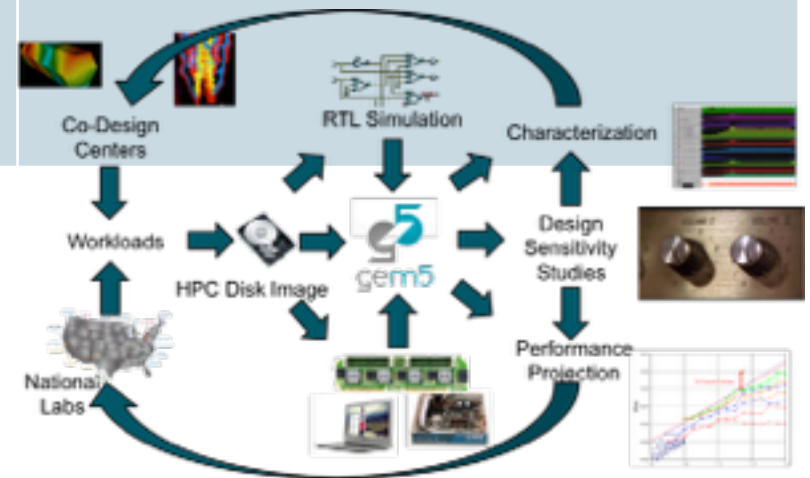 Co-Design
Centers
RTL Simulation
Characterization
Workloads
HPC Disk Image
gem5
Design
Sensitivity
Studies
Performance
Projection
National
Labs